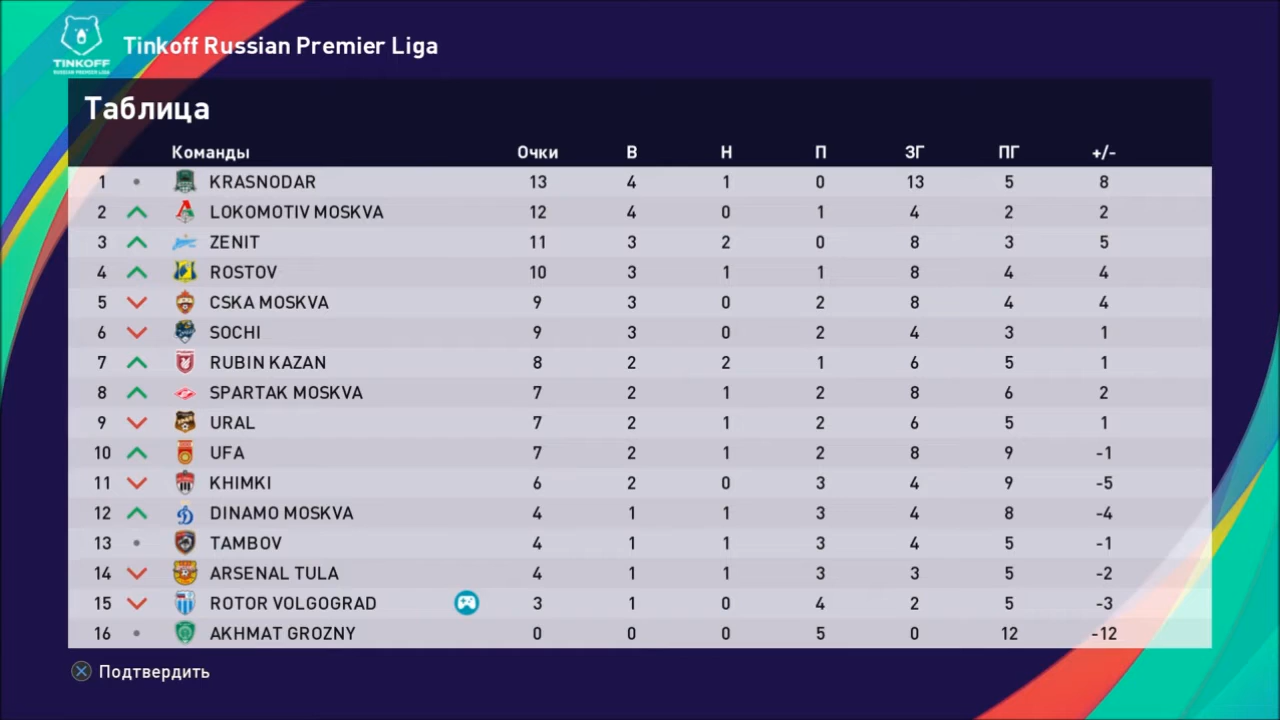 TINKOFF
RUSSIAN PREMIER LIGA
Tinkoff Russian Premier Liga
Таблица
Команды Очки В Н П ЗГ ПГ +/-
1 KRASNODAR 13 4 1 0 13 5 8
2 LOKOMOTIV MOSKVA 12 4 0 1 4 2 2
3 ZENIT 11 3 2 0 8 3 5
4 ROSTOV 10 3 1 1 8 4 4
5 CSKA MOSKVA 9 3 0 2 8 4 4
6 SOCHI 9 3 0 2 4 3 1
7 RUBIN KAZAN 8 2 2 1 6 5 1
8 SPARTAK MOSKVA 7 2 1 2 8 6 2
9 URAL 7 2 1 2 6 5 1
10 UFA 7 2 1 2 8 9 -1
11 KHIMKI 6 2 0 3 4 9 -5
12 DINAMO MOSKVA 4 1 1 3 4 8 -4
13 TAMBOV 4 1 1 3 4 5 -1
14 ARSENAL TULA 4 1 1 3 3 5 -2
15 ROTOR VOLGOGRAD 3 1 0 4 2 5 -3
16 AKHMAT GROZNY 0 0 0 5 0 12 -12
Подтвердить